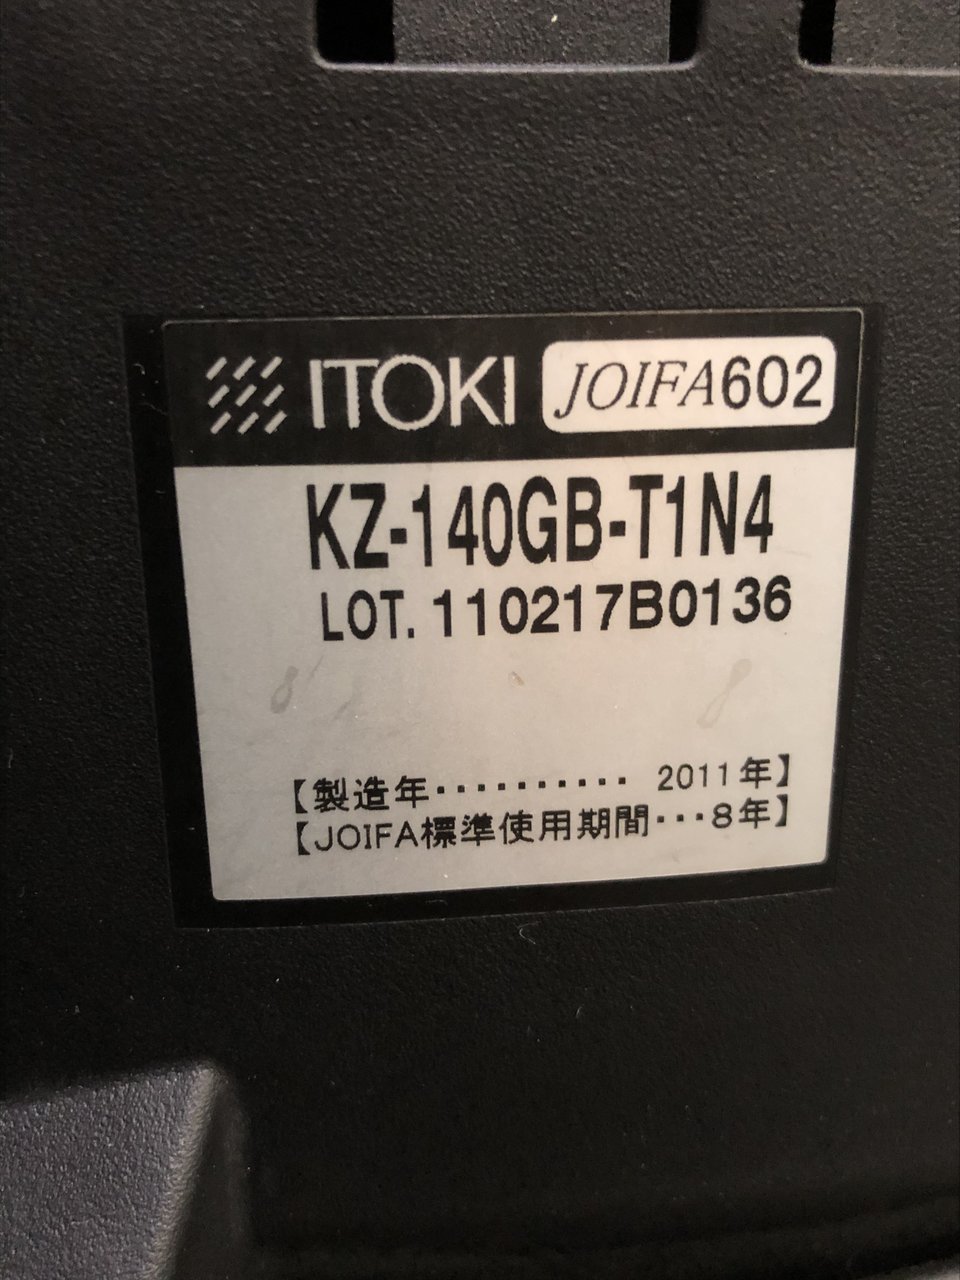 ITOKI JOIFA602
KZ-140GB-T1N4
LOT. 110217B0136
【製造年‥‥‥‥‥ 2011年】
【JOIFA標準使用期間…8年】